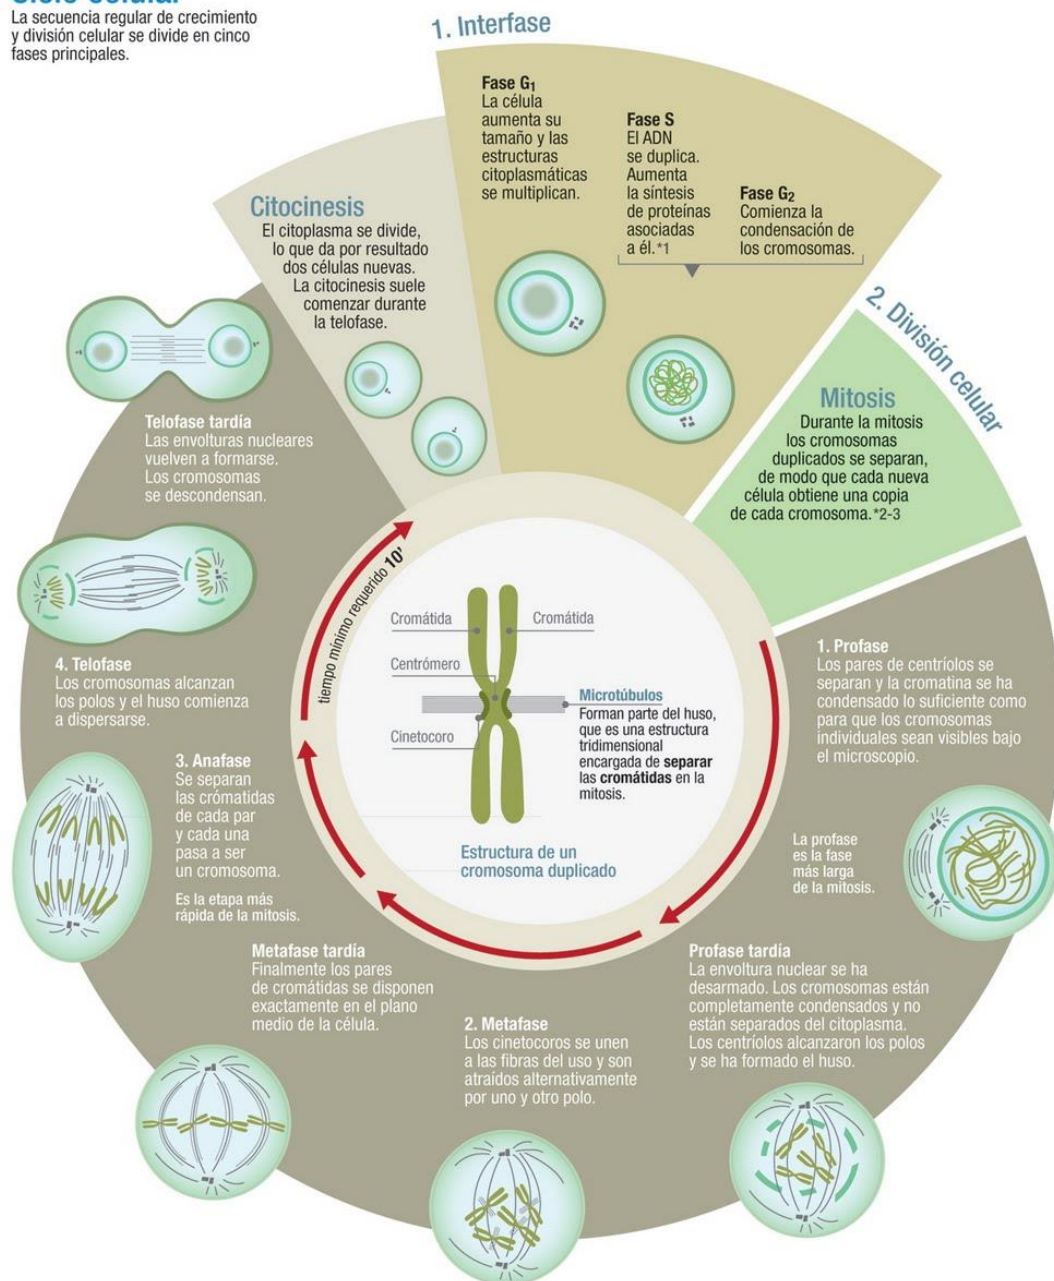 La secuencia regular de crecimiento
y división celular se divide en cinco
fases principales.
1. Interfase
Fase G1
La célula
aumenta su
tamaño y las
estructuras
citoplasmáticas
se multiplican.
Fase S
El ADN
se duplica.
Aumenta
la síntesis
de proteínas
asociadas
a él.*1
Fase G2
Comienza la
condensación de
los cromosomas.
2. División celular
Mitosis
Durante la mitosis
los cromosomas
duplicados se separan,
de modo que cada nueva
célula obtiene una copia
de cada cromosoma.*2-3
1. Profase
Los pares de centríolos se
separan y la cromatina se ha
condensado lo suficiente como
para que los cromosomas
individuales sean visibles bajo
el microscopio.
La profase
es la fase
más larga
de la mitosis.
Profase tardía
La envoltura nuclear se ha
desarmado. Los cromosomas están
completamente condensados y no
están separados del citoplasma.
Los centríolos alcanzaron los polos
y se ha formado el huso.
2. Metafase
Los cinetocoros se unen
a las fibras del uso y son
atraídos alternativamente
por uno y otro polo.
Metafase tardía
Finalmente los pares
de cromátidas se disponen
exactamente en el plano
medio de la célula.
3. Anafase
Se separan
las crómatidas
de cada par
y cada una
pasa a ser
un cromosoma.
Es la etapa más
rápida de la mitosis.
4. Telofase
Los cromosomas alcanzan
los polos y el huso comienza
a dispersarse.
Telofase tardía
Las envolturas nucleares
vuelven a formarse.
Los cromosomas
se descondensan.
Citocinesis
El citoplasma se divide,
lo que da por resultado
dos células nuevas.
La citocinesis suele
comenzar durante
la telofase.
tiempo mínimo requerido 10'
Cromátida
Cromátida
Centrómero
Cinetocoro
Microtúbulos
Forman parte del huso,
que es una estructura
tridimensional
encargada de separar
las cromátidas en la
mitosis.
Estructura de un
cromosoma duplicado